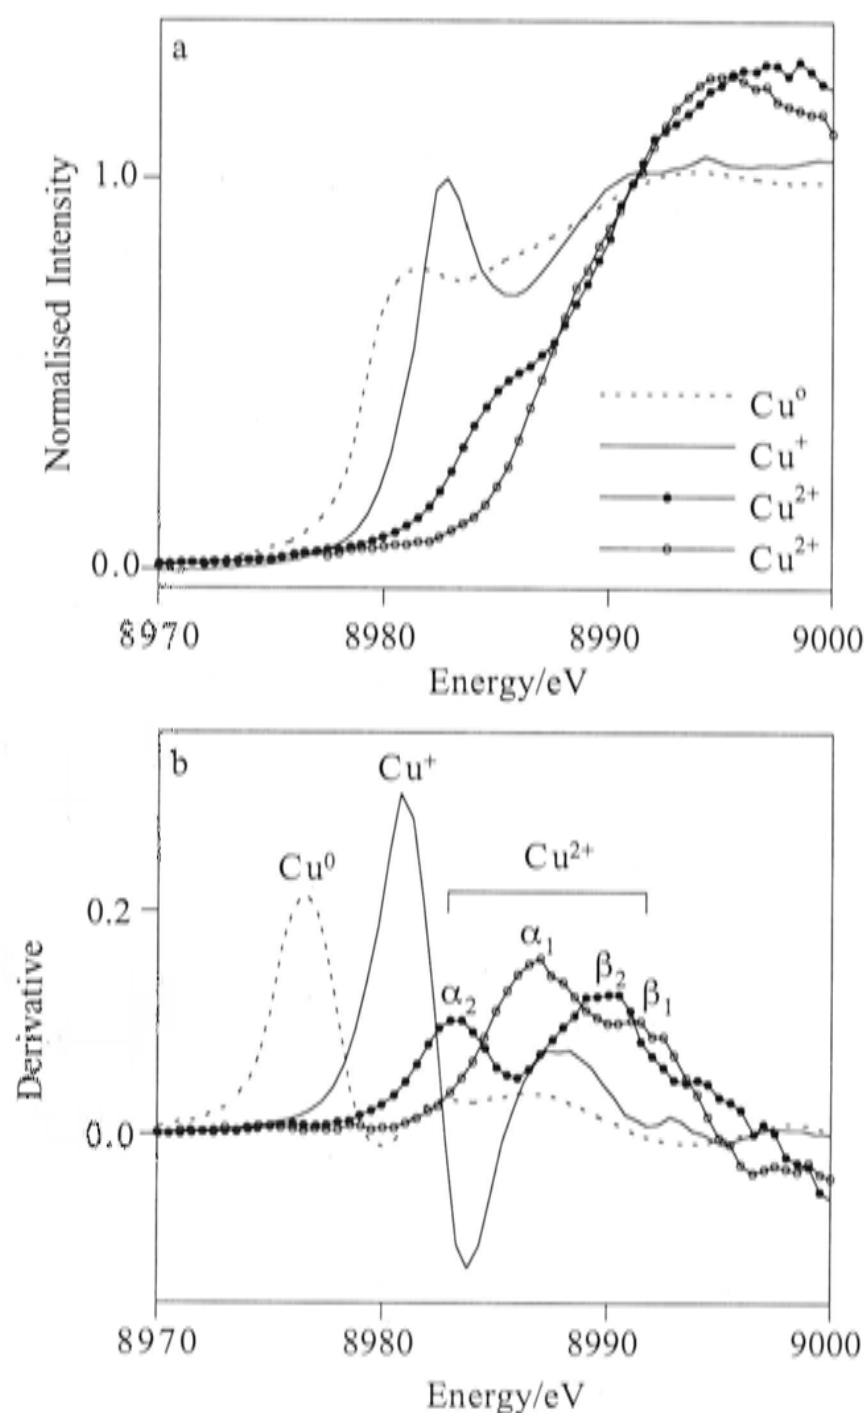 a
Normalised Intensity
1.0
0.0
Cu⁰
Cu⁺
Cu²⁺
Cu²⁺
8970 8980 8990 9000
Energy/eV
b
Cu⁺
Cu⁰
Cu²⁺
α₁
α₂
β₂
β₁
Derivative
0.2
0.0
8970 8980 8990 9000
Energy/eV